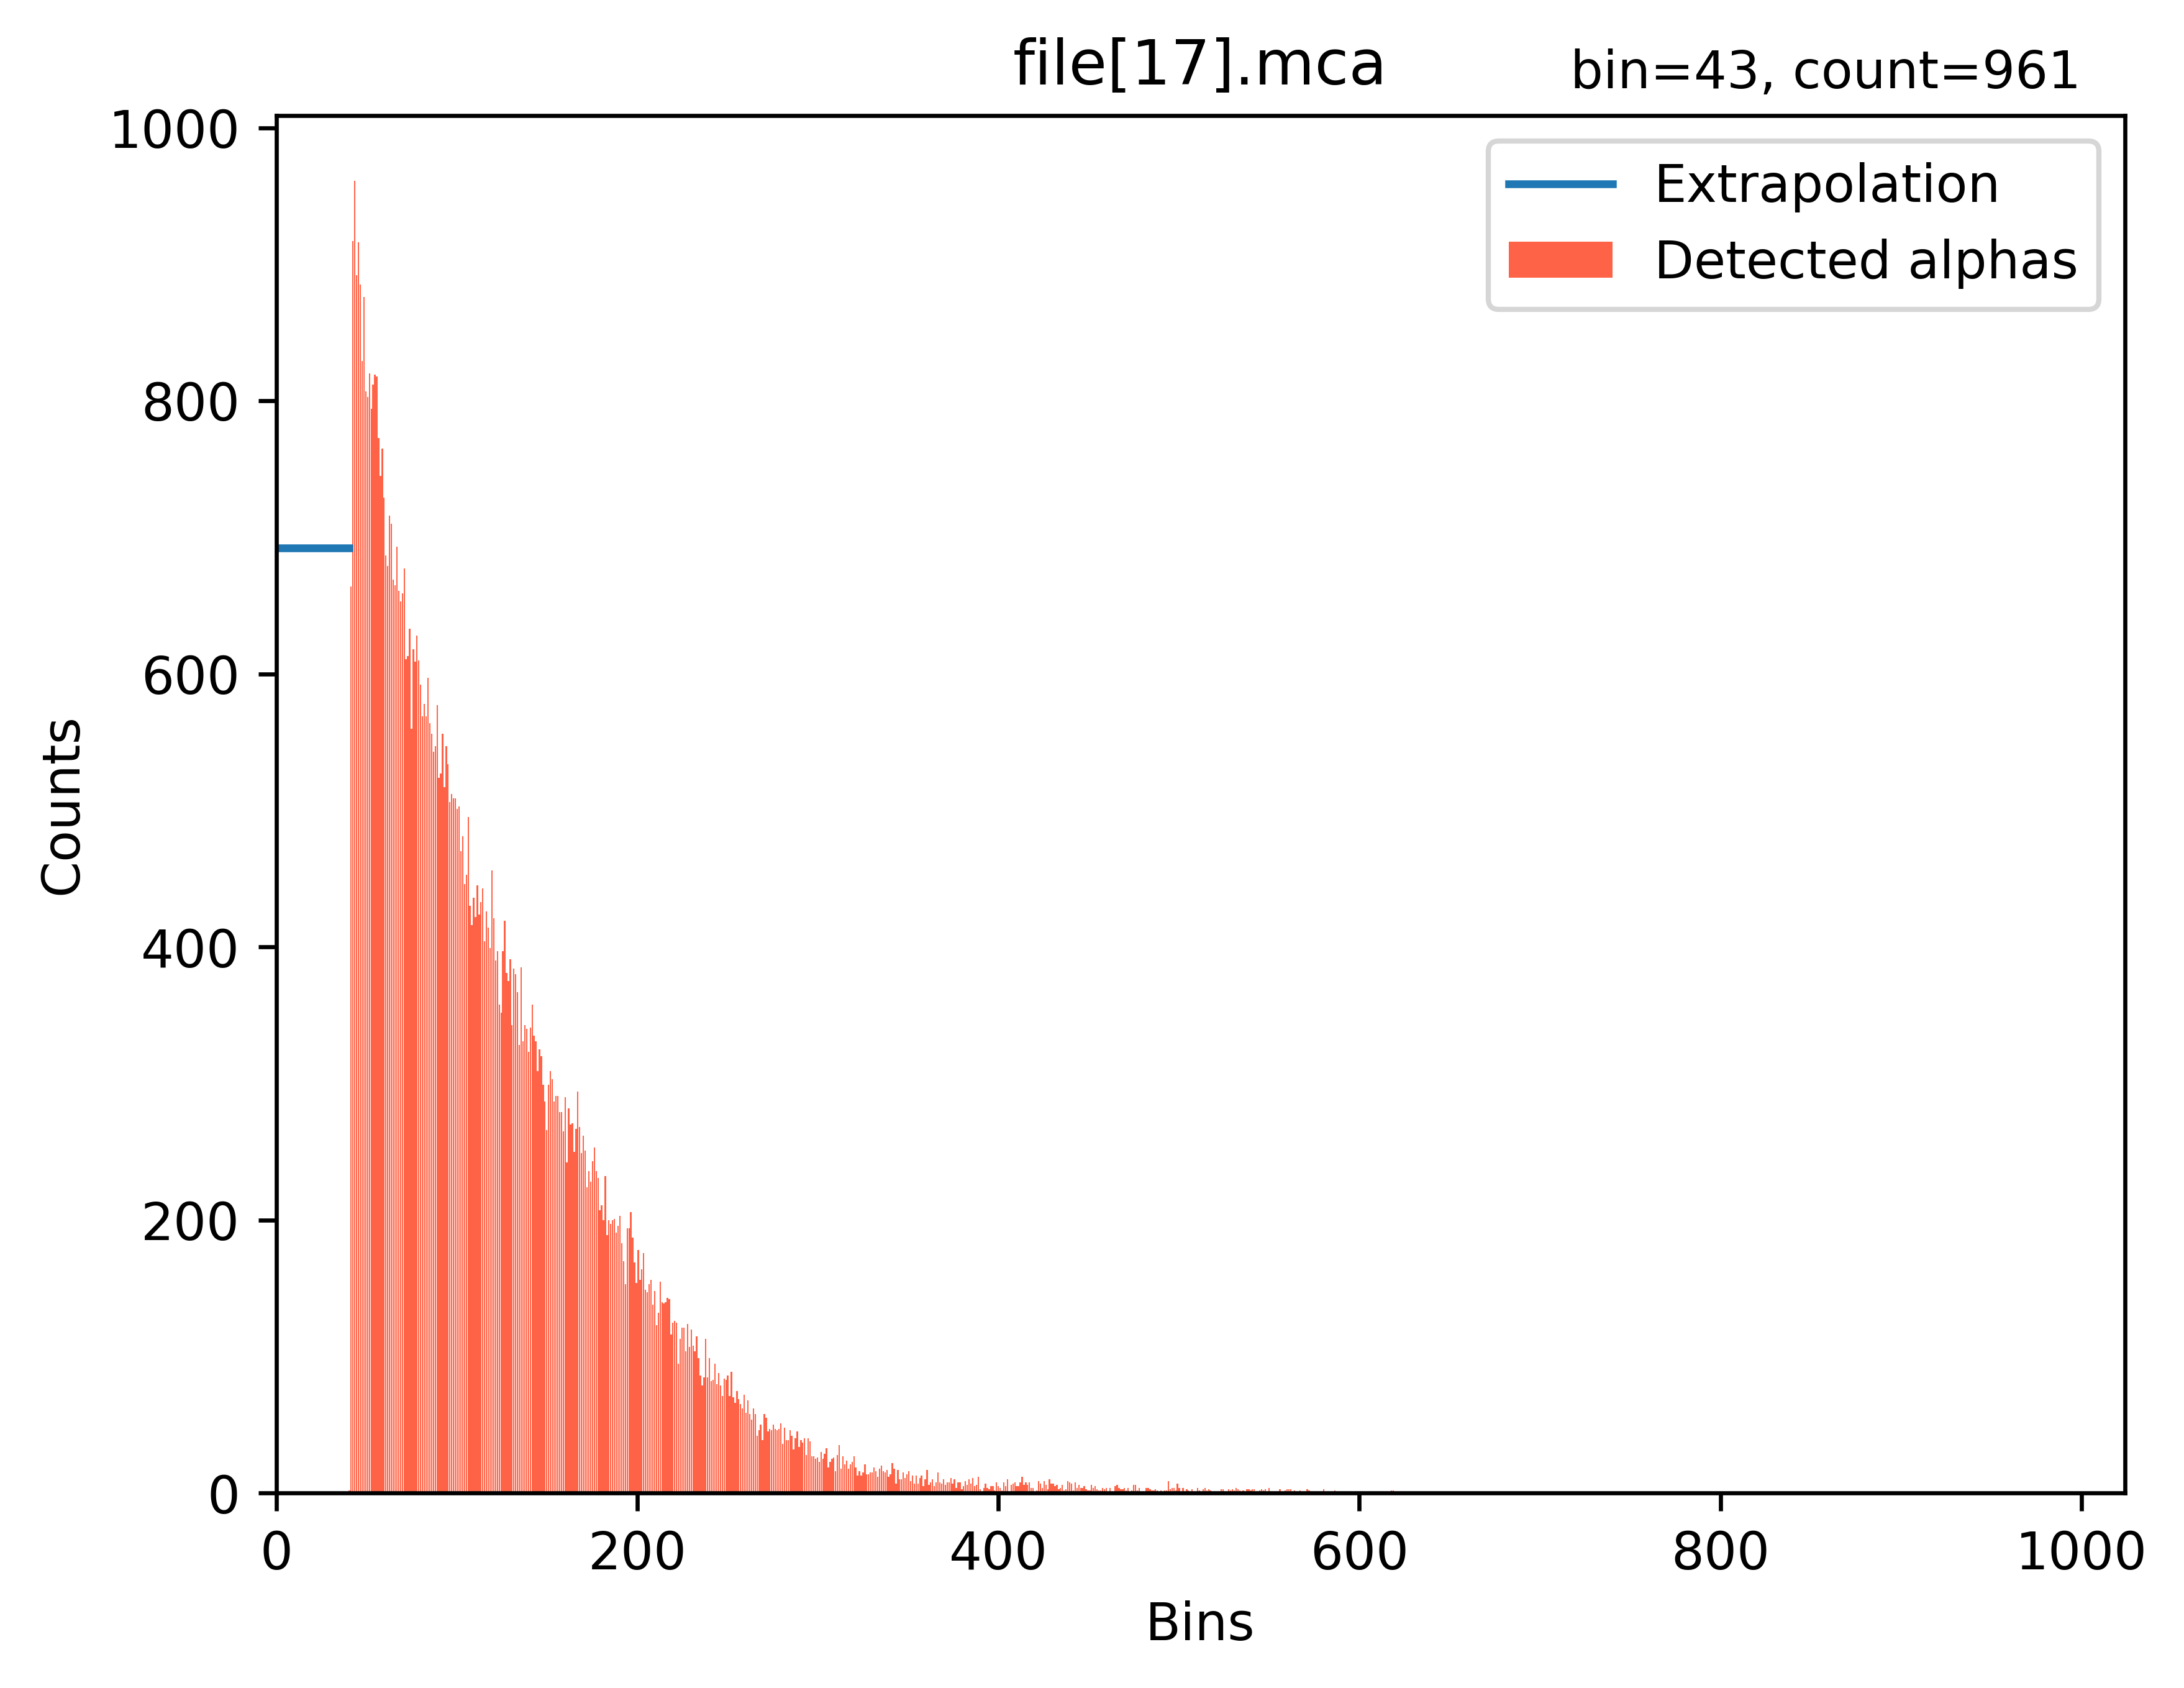 file[17].mca
bin=43, count=961
Extrapolation
Detected alphas
1000
800
600
400
200
0
Counts
0 200 400 600 800 1000
Bins